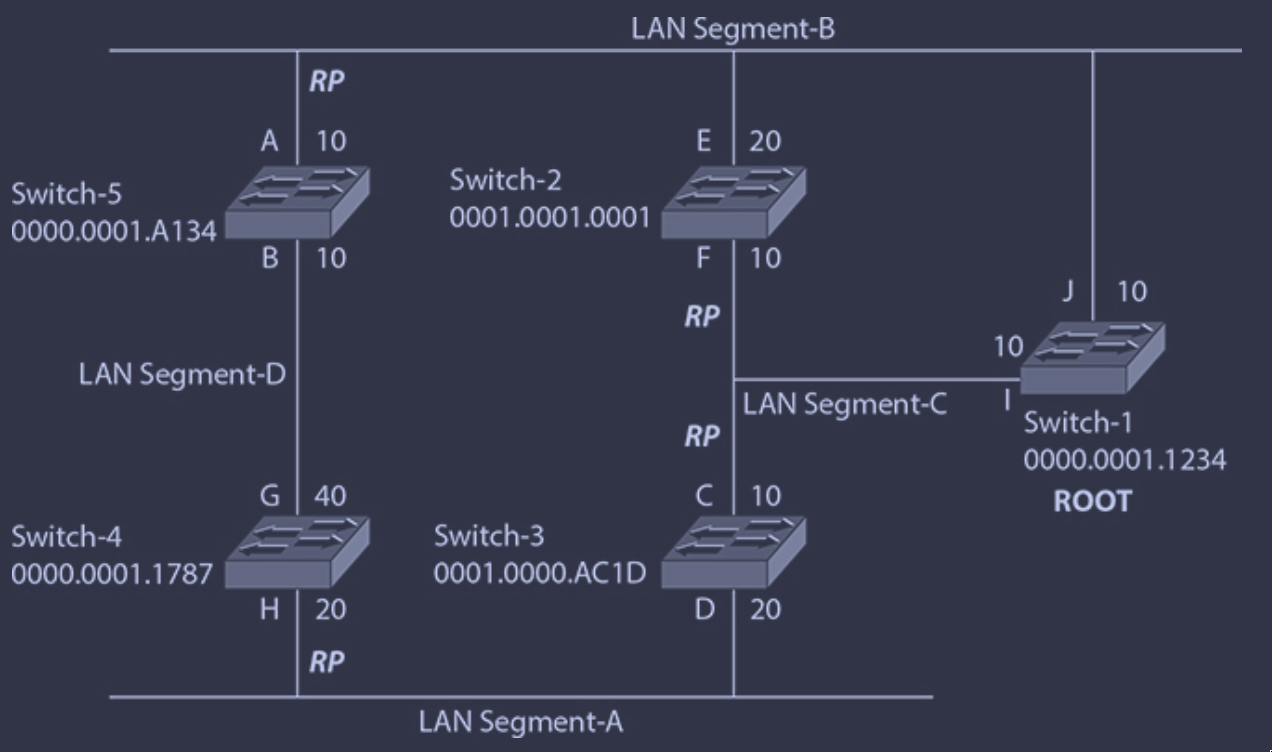 LAN Segment-B
RP
A 10
E 20
Switch-5
0000.0001.A134
Switch-2
0001.0001.0001
B 10
F 10
J 10
RP
10
LAN Segment-D
LAN Segment-C
I
Switch-1
0000.0001.1234
ROOT
RP
G 40
C 10
Switch-4
0000.0001.1787
Switch-3
0001.0000.AC1D
H 20
D 20
RP
LAN Segment-A